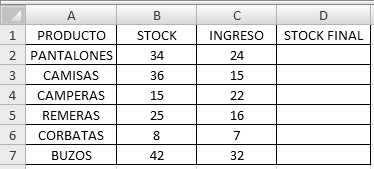 A B C D
1 PRODUCTO STOCK INGRESO STOCK FINAL
2 PANTALONES 34 24
3 CAMISAS 36 15
4 CAMPERAS 15 22
5 REMERAS 25 16
6 CORBATAS 8 7
7 BUZOS 42 32